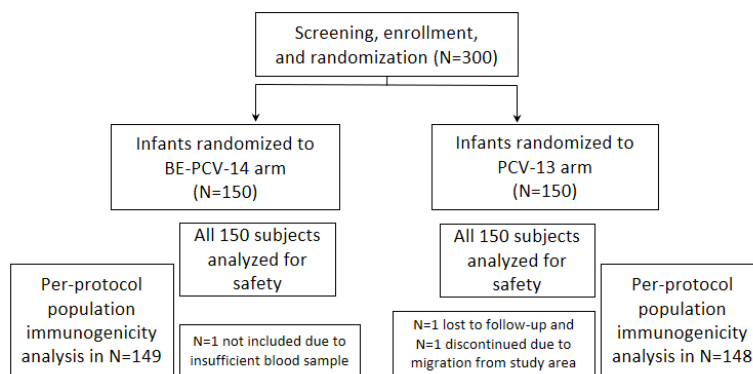 Screening, enrollment,
and randomization (N=300)
Infants randomized to
BE-PCV-14 arm
(N=150)
Infants randomized to
PCV-13 arm
(N=150)
All 150 subjects
analyzed for
safety
All 150 subjects
analyzed for
safety
Per-protocol
population
immunogenicity
analysis in N=149
N=1 not included due to
insufficient blood sample
N=1 lost to follow-up and
N=1 discontinued due to
migration from study area
Per-protocol
population
immunogenicity
analysis in N=148